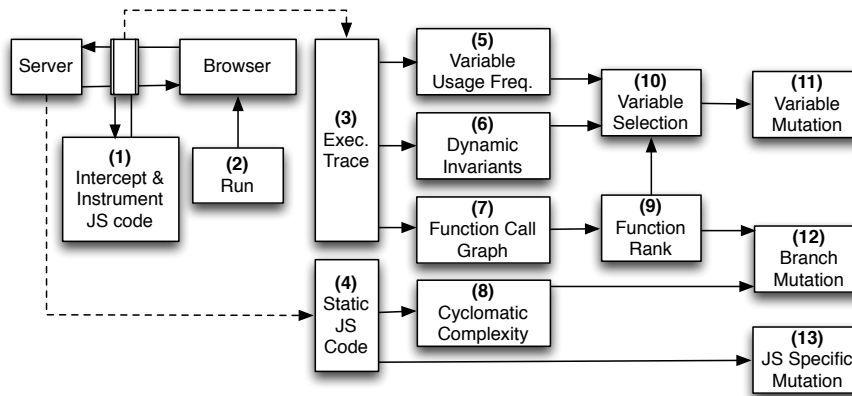 Server
Browser
(1)
Intercept &
Instrument
JS code
(2)
Run
(3)
Exec.
Trace
(4)
Static
JS
Code
(5)
Variable
Usage Freq.
(6)
Dynamic
Invariants
(7)
Function Call
Graph
(8)
Cyclomatic
Complexity
(9)
Function
Rank
(10)
Variable
Selection
(11)
Variable
Mutation
(12)
Branch
Mutation
(13)
JS Specific
Mutation